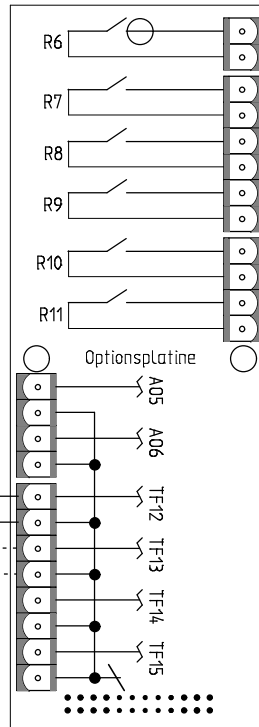 R6
R7
R8
R9
R10
R11
Optionsplatine
A05
A06
TF12
TF13
TF14
TF15